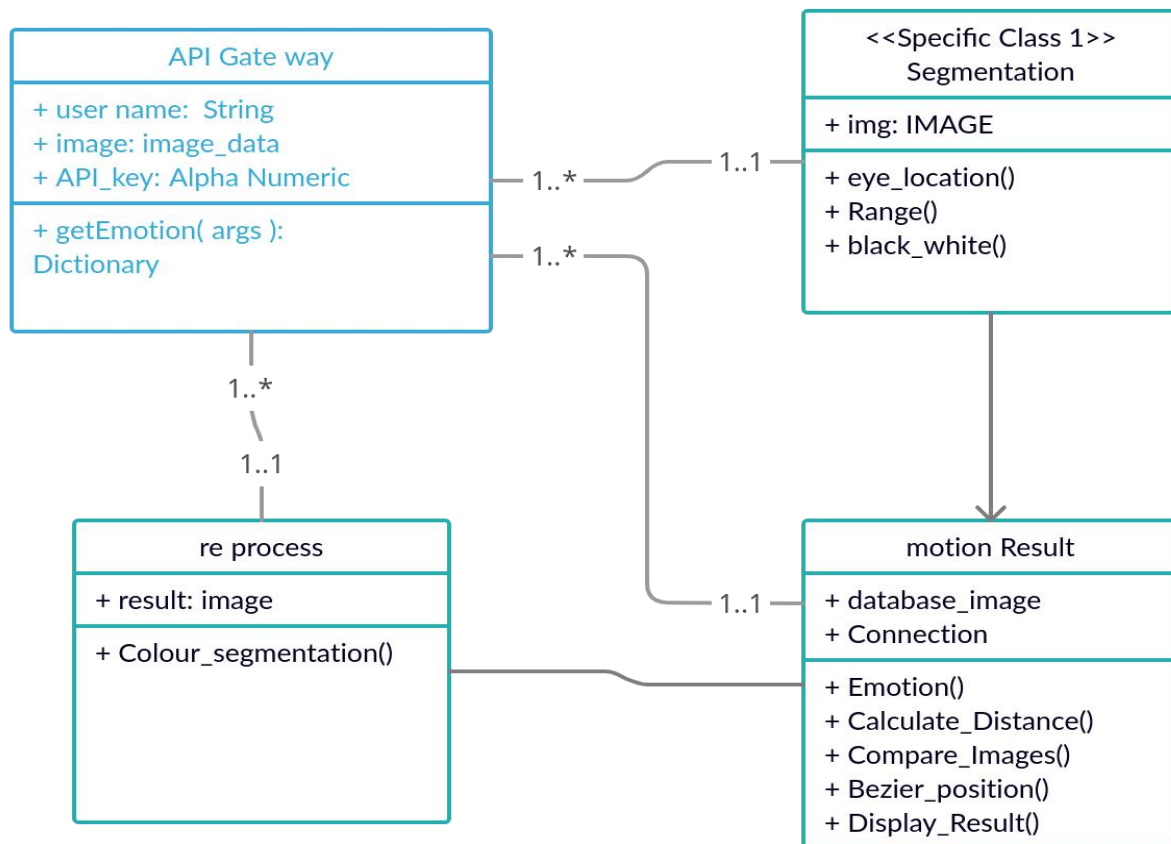 API Gate way
+ user name:  String
+ image: image_data
+ API_key: Alpha Numeric
+ getEmotion( args ):
Dictionary
<<Specific Class 1>>
Segmentation
+ img: IMAGE
+ eye_location()
+ Range()
+ black_white()
1..*
1..1
1..*
1..1
1..*
1..1
re process
+ result: image
+ Colour_segmentation()
motion Result
+ database_image
+ Connection
+ Emotion()
+ Calculate_Distance()
+ Compare_Images()
+ Bezier_position()
+ Display_Result()